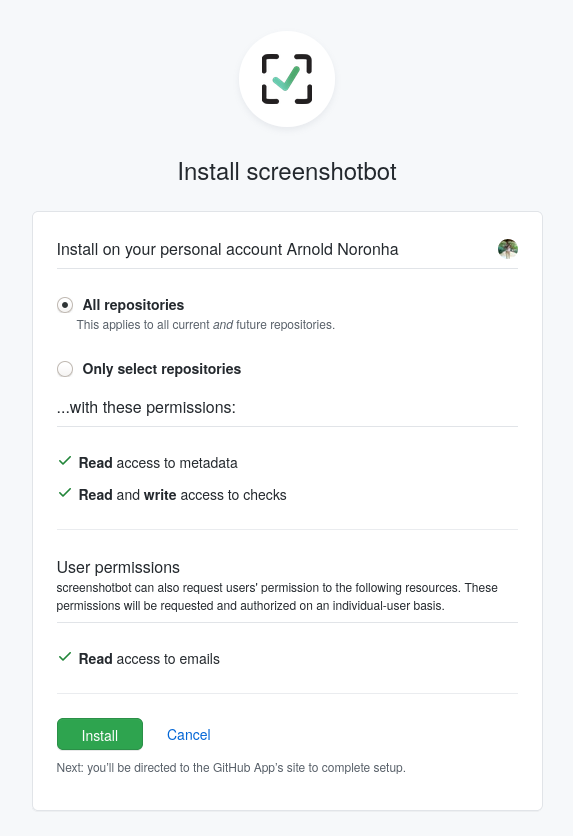 Install screenshotbot
Install on your personal account Arnold Noronha
All repositories
This applies to all current and future repositories.
Only select repositories
...with these permissions:
Read access to metadata
Read and write access to checks
User permissions
screenshotbot can also request users' permission to the following resources. These
permissions will be requested and authorized on an individual-user basis.
Read access to emails
Install Cancel
Next: you'll be directed to the GitHub App's site to complete setup.